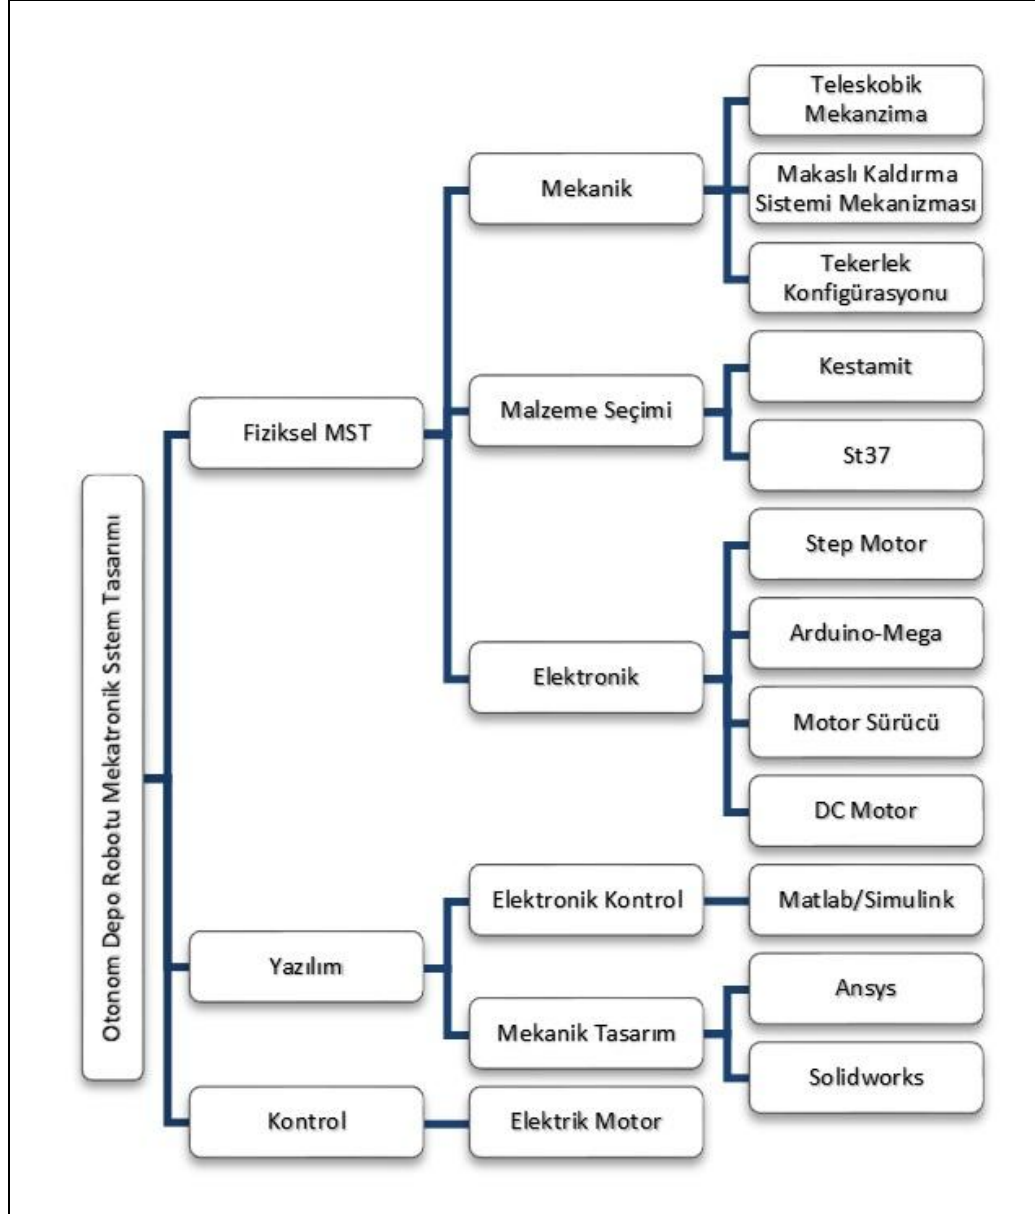 Otonom Depo Robotu Mekatronik Sstem Tasarımı
Fiziksel MST
Mekanik
Teleskobik
Mekanzima
Makaslı Kaldırma
Sistemi Mekanizması
Tekerlek
Konfigürasyonu
Malzeme Seçimi
Kestamit
St37
Elektronik
Step Motor
Arduino-Mega
Motor Sürücü
DC Motor
Yazılım
Elektronik Kontrol
Matlab/Simulink
Mekanik Tasarım
Ansys
Solidworks
Kontrol
Elektrik Motor